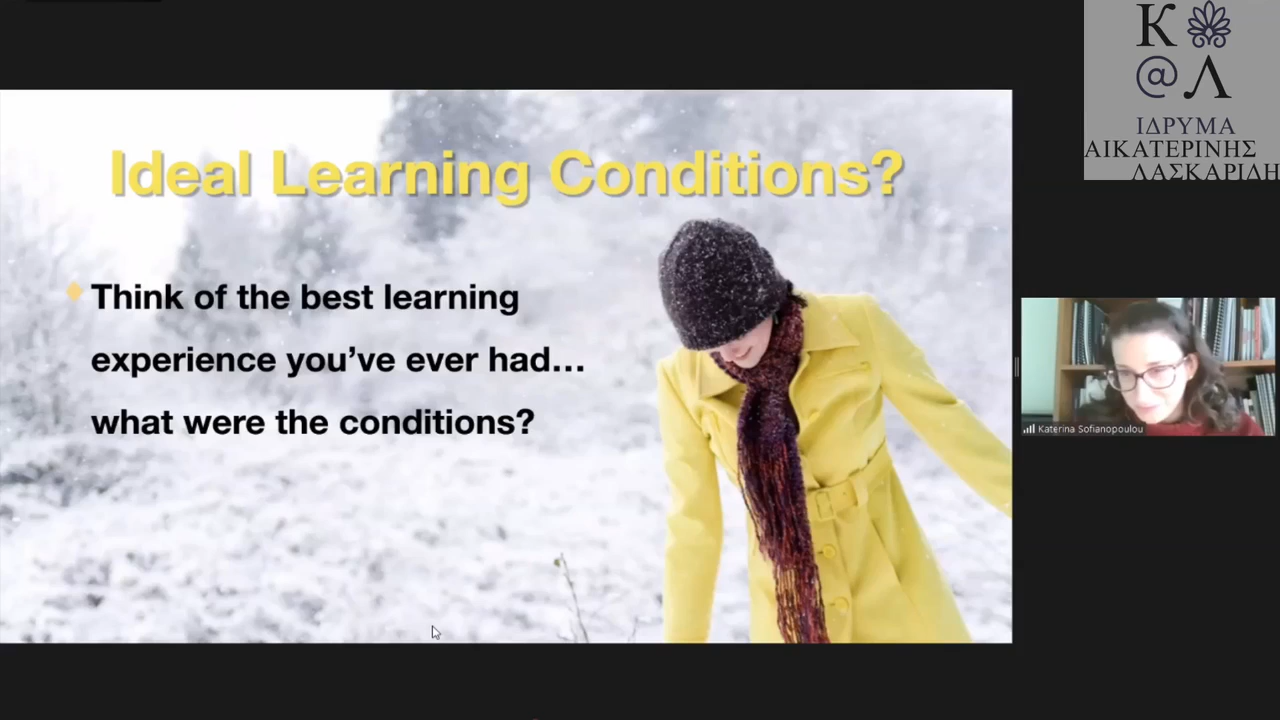 Ideal Learning Conditions?
Think of the best learning
experience you've ever had...
what were the conditions?
Κ
@ Λ
ΙΔΡΥΜΑ
ΑΙΚΑΤΕΡΙΝΗΣ
ΛΑΣΚΑΡΙΔΗ
Katerina Sofianopoulou